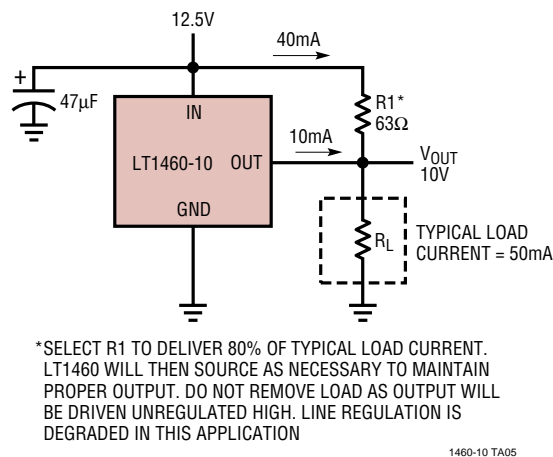 12.5V
40mA
+
47µF
R1*
63Ω
IN
LT1460-10
OUT
10mA
VOUT
10V
GND
RL
TYPICAL LOAD
CURRENT = 50mA
*SELECT R1 TO DELIVER 80% OF TYPICAL LOAD CURRENT.
LT1460 WILL THEN SOURCE AS NECESSARY TO MAINTAIN
PROPER OUTPUT. DO NOT REMOVE LOAD AS OUTPUT WILL
BE DRIVEN UNREGULATED HIGH. LINE REGULATION IS
DEGRADED IN THIS APPLICATION
1460-10 TA05